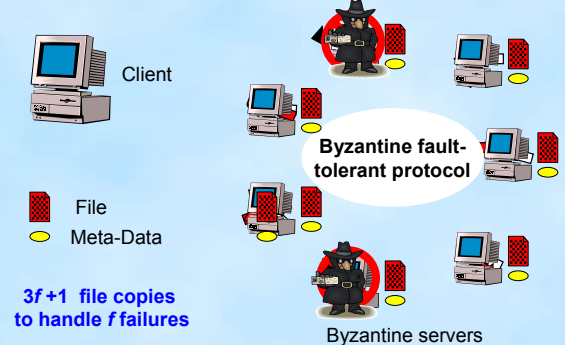 Client
Byzantine fault-
tolerant protocol
File
Meta-Data
3f +1 file copies
to handle f failures
Byzantine servers